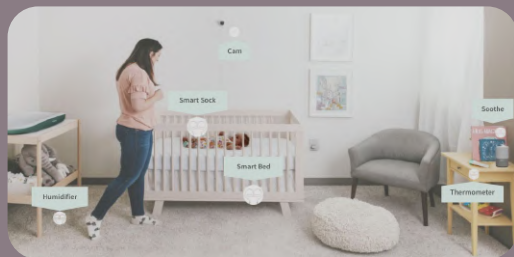 Cam
Smart Sock
Soothe
Smart Bed
Humidifier
Thermometer